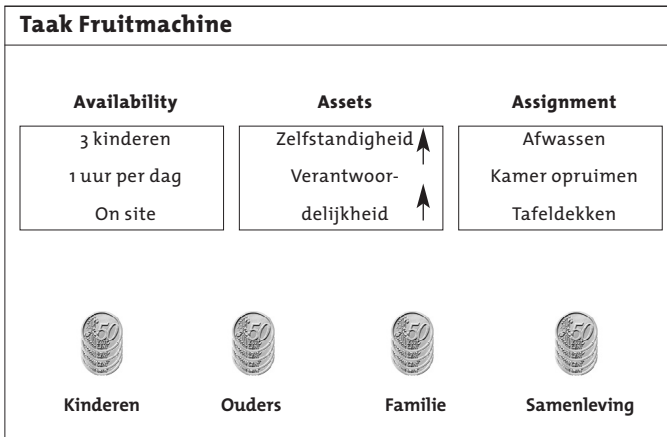 Taak Fruitmachine
Availability
Assets
Assignment
3 kinderen
Zelfstandigheid
Afwassen
1 uur per dag
Verantwoor-
Kamer opruimen
On site
delijkheid
Tafeldekken
50
50
50
50
Kinderen
Ouders
Familie
Samenleving